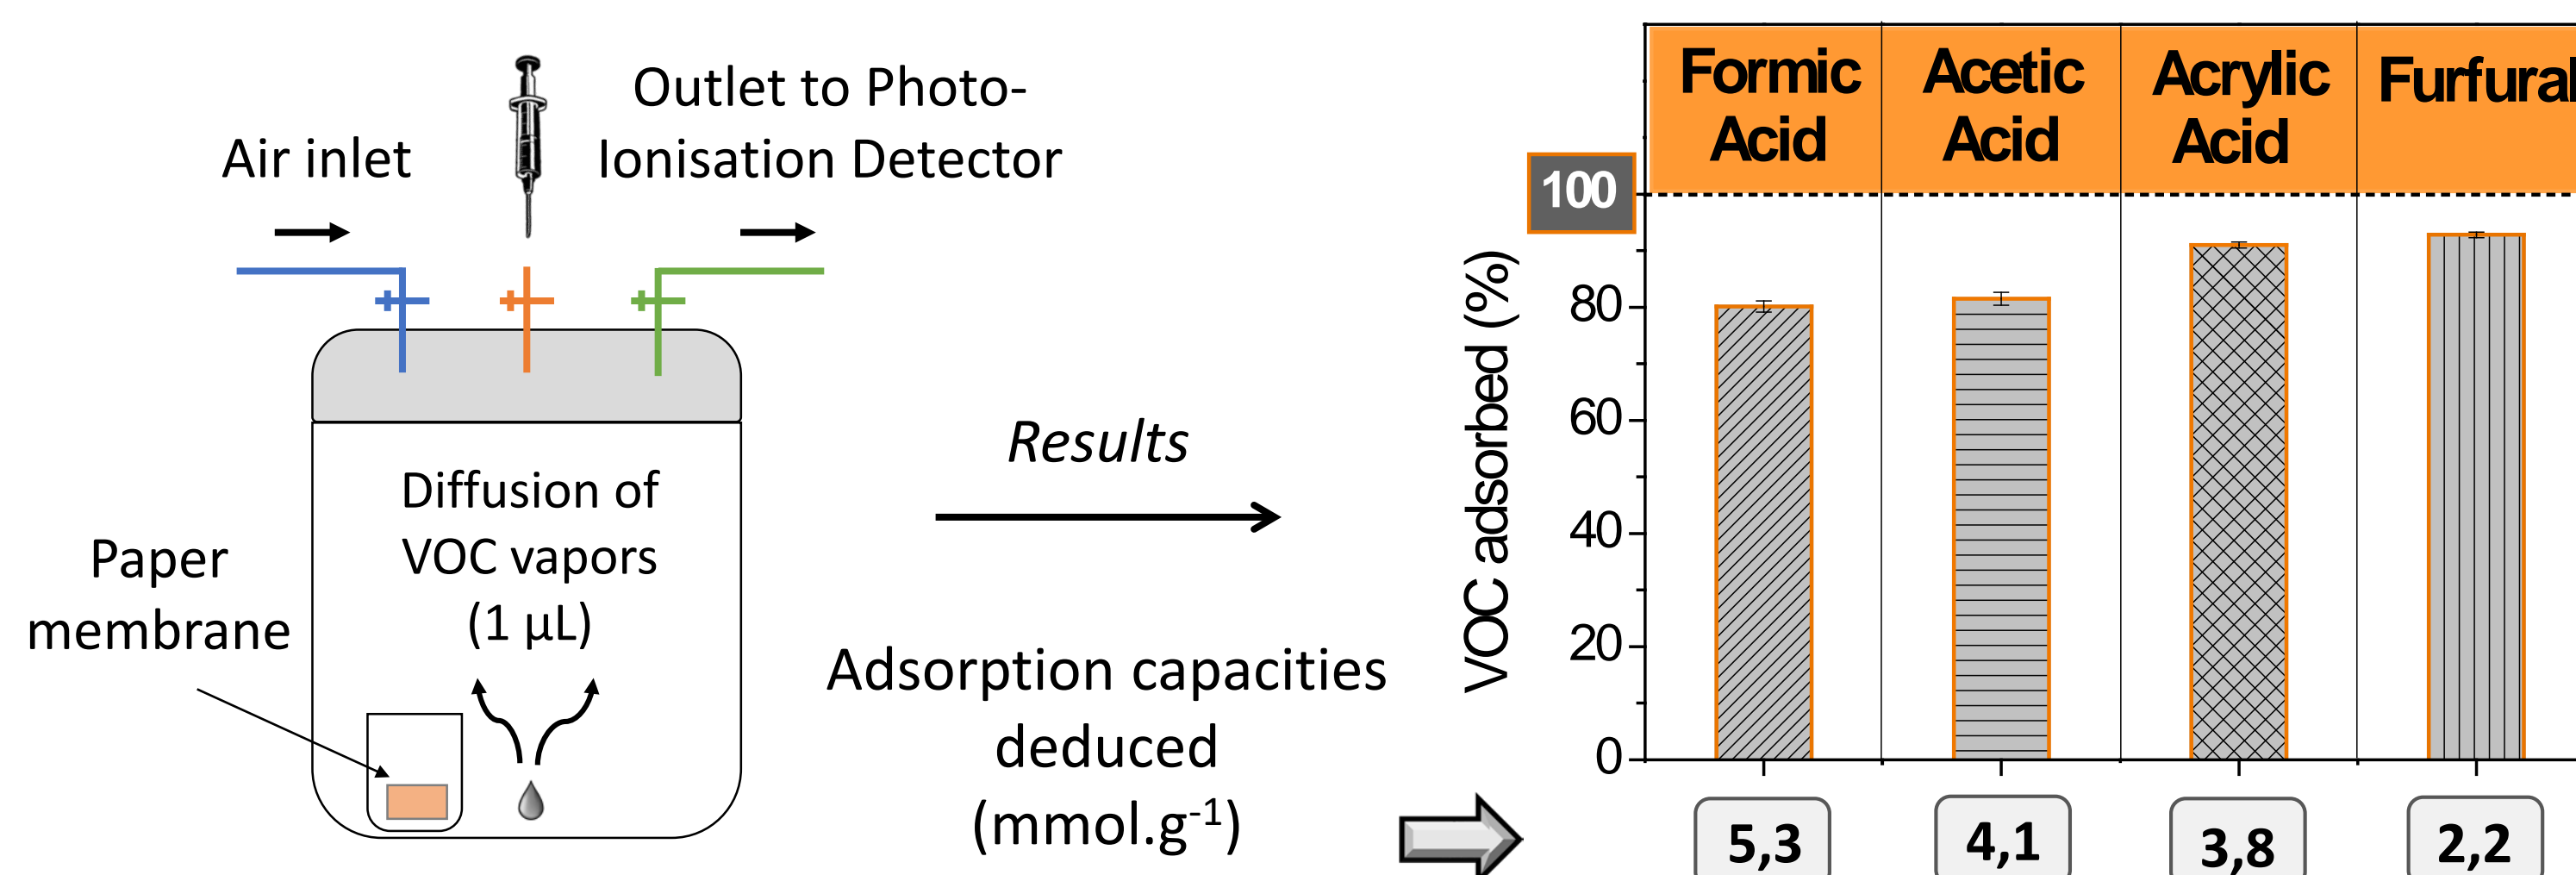 Air inlet
Outlet to Photo-
Ionisation Detector
Diffusion of
VOC vapors
(1 µL)
Paper
membrane
Results
Adsorption capacities
deduced
(mmol.g⁻¹)
VOC adsorbed (%)
100
80
60
40
20
0
Formic
Acid
Acetic
Acid
Acrylic
Acid
Furfural
5,3
4,1
3,8
2,2